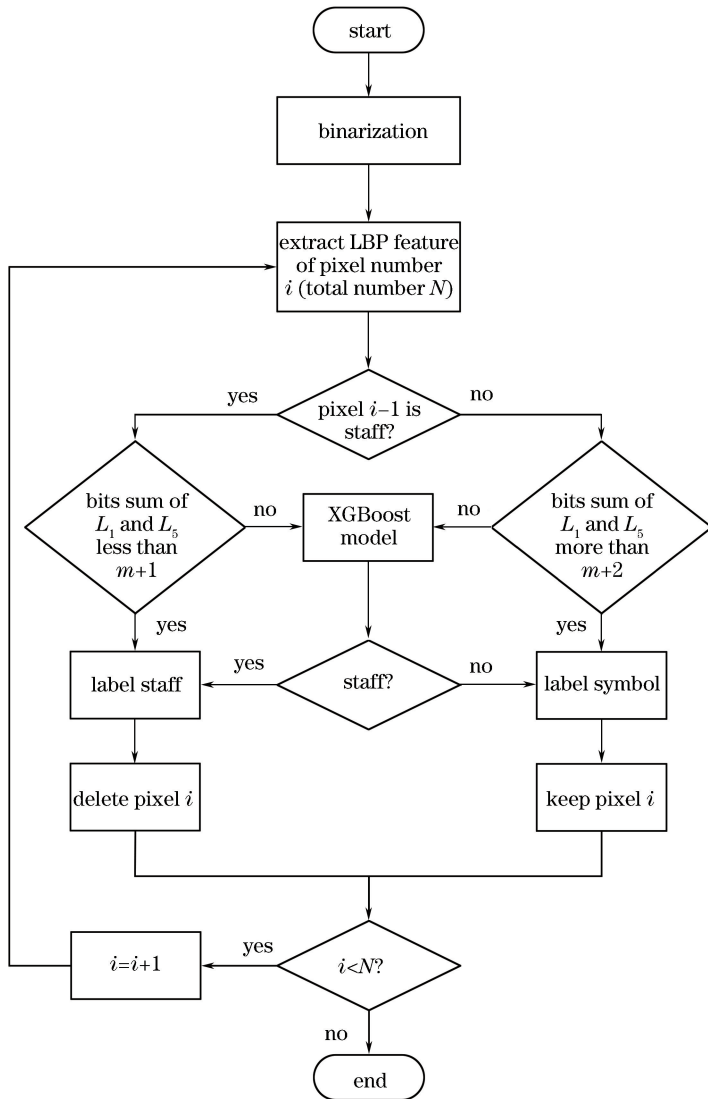 start
binarization
extract LBP feature
of pixel number
i (total number N)
yes
no
pixel i−1 is
staff?
bits sum of
L₁ and L₅
less than
m+1
no
XGBoost
model
no
bits sum of
L₁ and L₅
more than
m+2
yes
yes
label staff
yes
staff?
no
label symbol
delete pixel i
keep pixel i
i=i+1
yes
i<N?
no
end